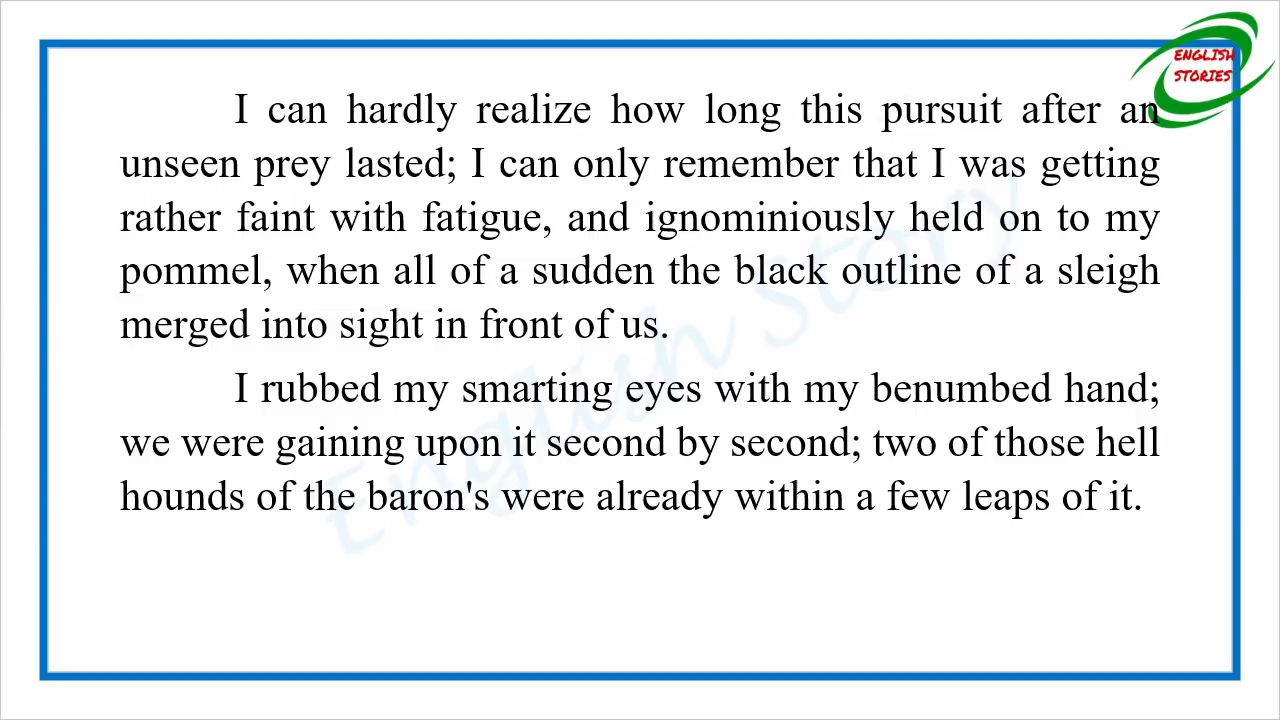 ENGLISH
STORIES
I can hardly realize how long this pursuit after an
unseen prey lasted; I can only remember that I was getting
rather faint with fatigue, and ignominiously held on to my
pommel, when all of a sudden the black outline of a sleigh
merged into sight in front of us.
I rubbed my smarting eyes with my benumbed hand;
we were gaining upon it second by second; two of those hell
hounds of the baron's were already within a few leaps of it.
English Story